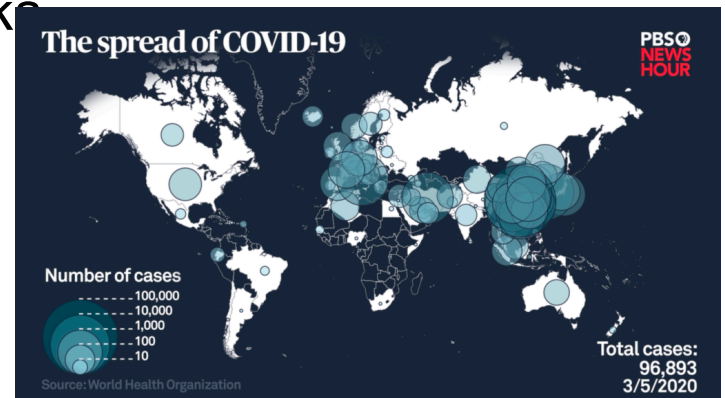 The spread of COVID-19
PBS
NEWS
HOUR
Number of cases
100,000
10,000
1,000
100
10
Source: World Health Organization
Total cases:
96,893
3/5/2020